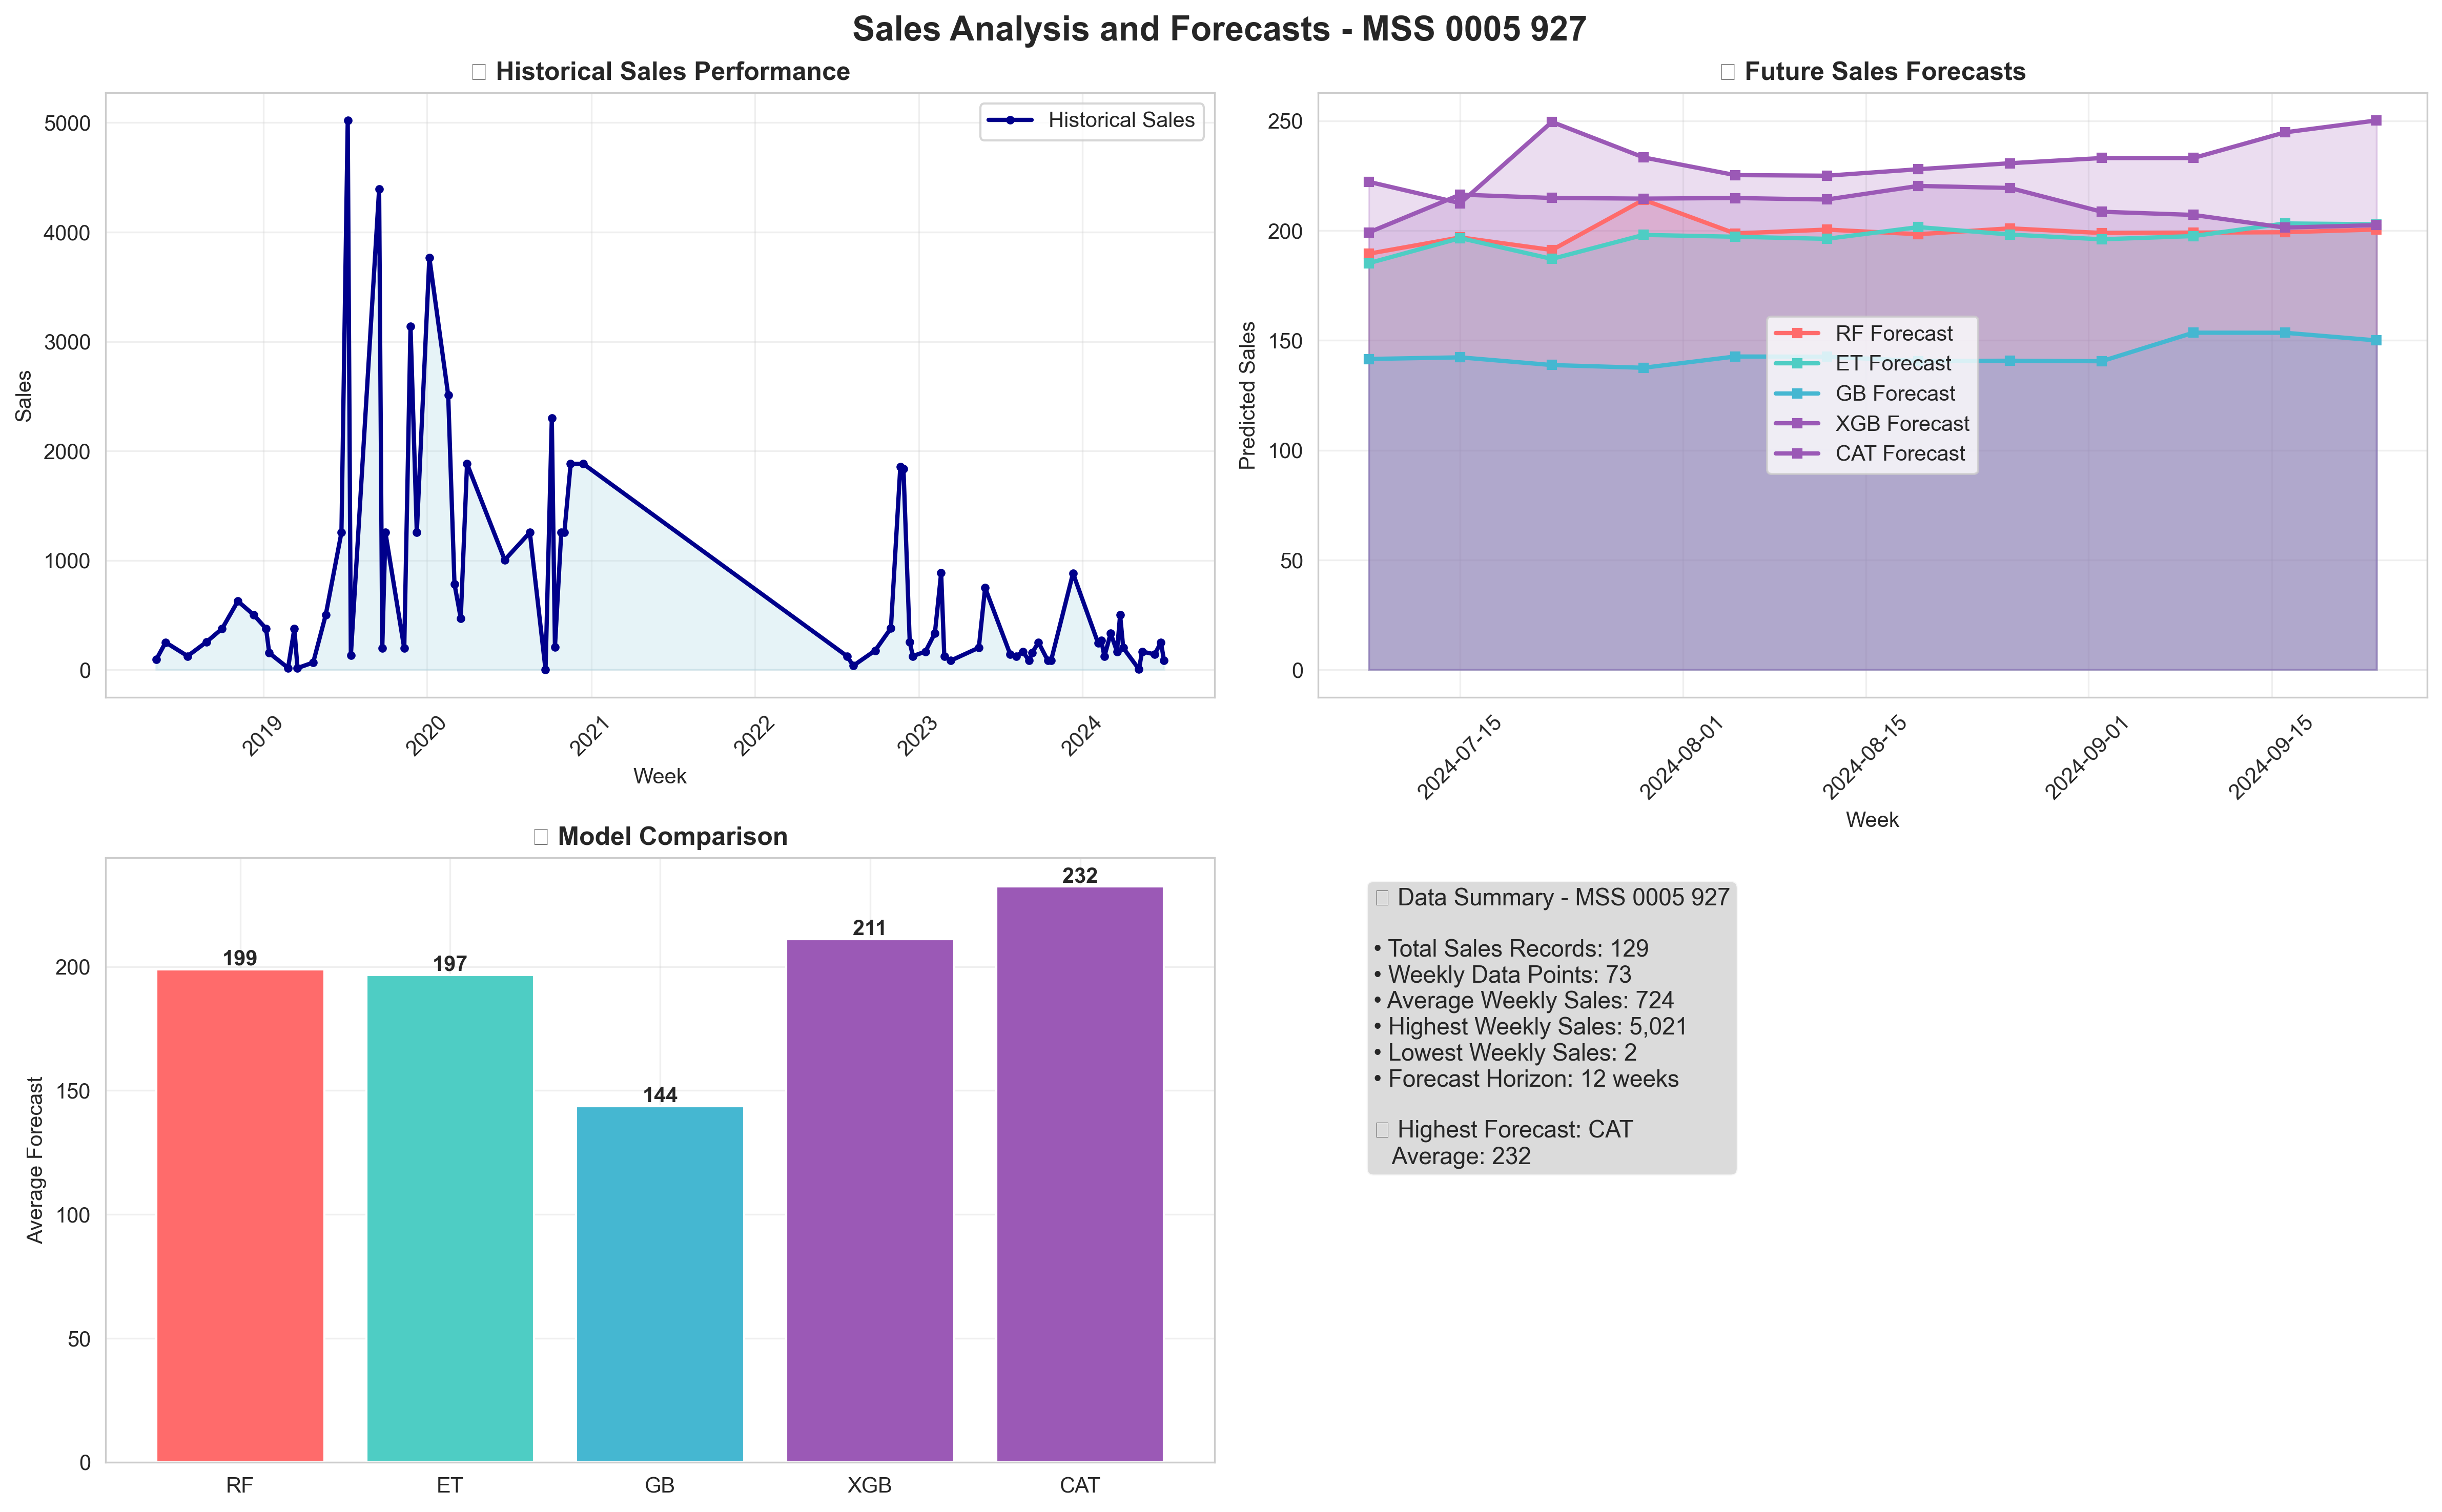 Sales Analysis and Forecasts - MSS 0005 927
Historical Sales Performance
Historical Sales
Sales
5000
4000
3000
2000
1000
0
2019
2020
2021
2022
2023
2024
Week
Future Sales Forecasts
Predicted Sales
250
200
150
100
50
0
RF Forecast
ET Forecast
GB Forecast
XGB Forecast
CAT Forecast
2024-07-15
2024-08-01
2024-08-15
2024-09-01
2024-09-15
Week
Model Comparison
Average Forecast
200
150
100
50
0
199
197
144
211
232
RF
ET
GB
XGB
CAT
Data Summary - MSS 0005 927
• Total Sales Records: 129
• Weekly Data Points: 73
• Average Weekly Sales: 724
• Highest Weekly Sales: 5,021
• Lowest Weekly Sales: 2
• Forecast Horizon: 12 weeks
Highest Forecast: CAT
Average: 232